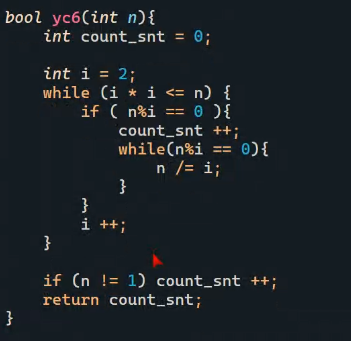 bool yc6(int n){
    int count_snt = 0;

    int i = 2;
    while (i * i <= n) {
        if ( n%i == 0 ){
            count_snt ++;
            while(n%i == 0){
                n /= i;
            }
        }
        i ++;
    }

    if (n != 1) count_snt ++;
    return count_snt;
}